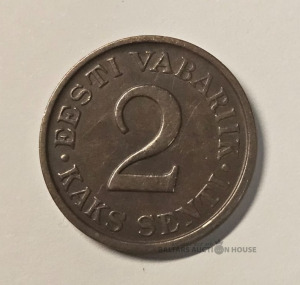 · EESTI VABARIIK ·
2
KAKS SENTI
BALTIC AUCTION HOUSE